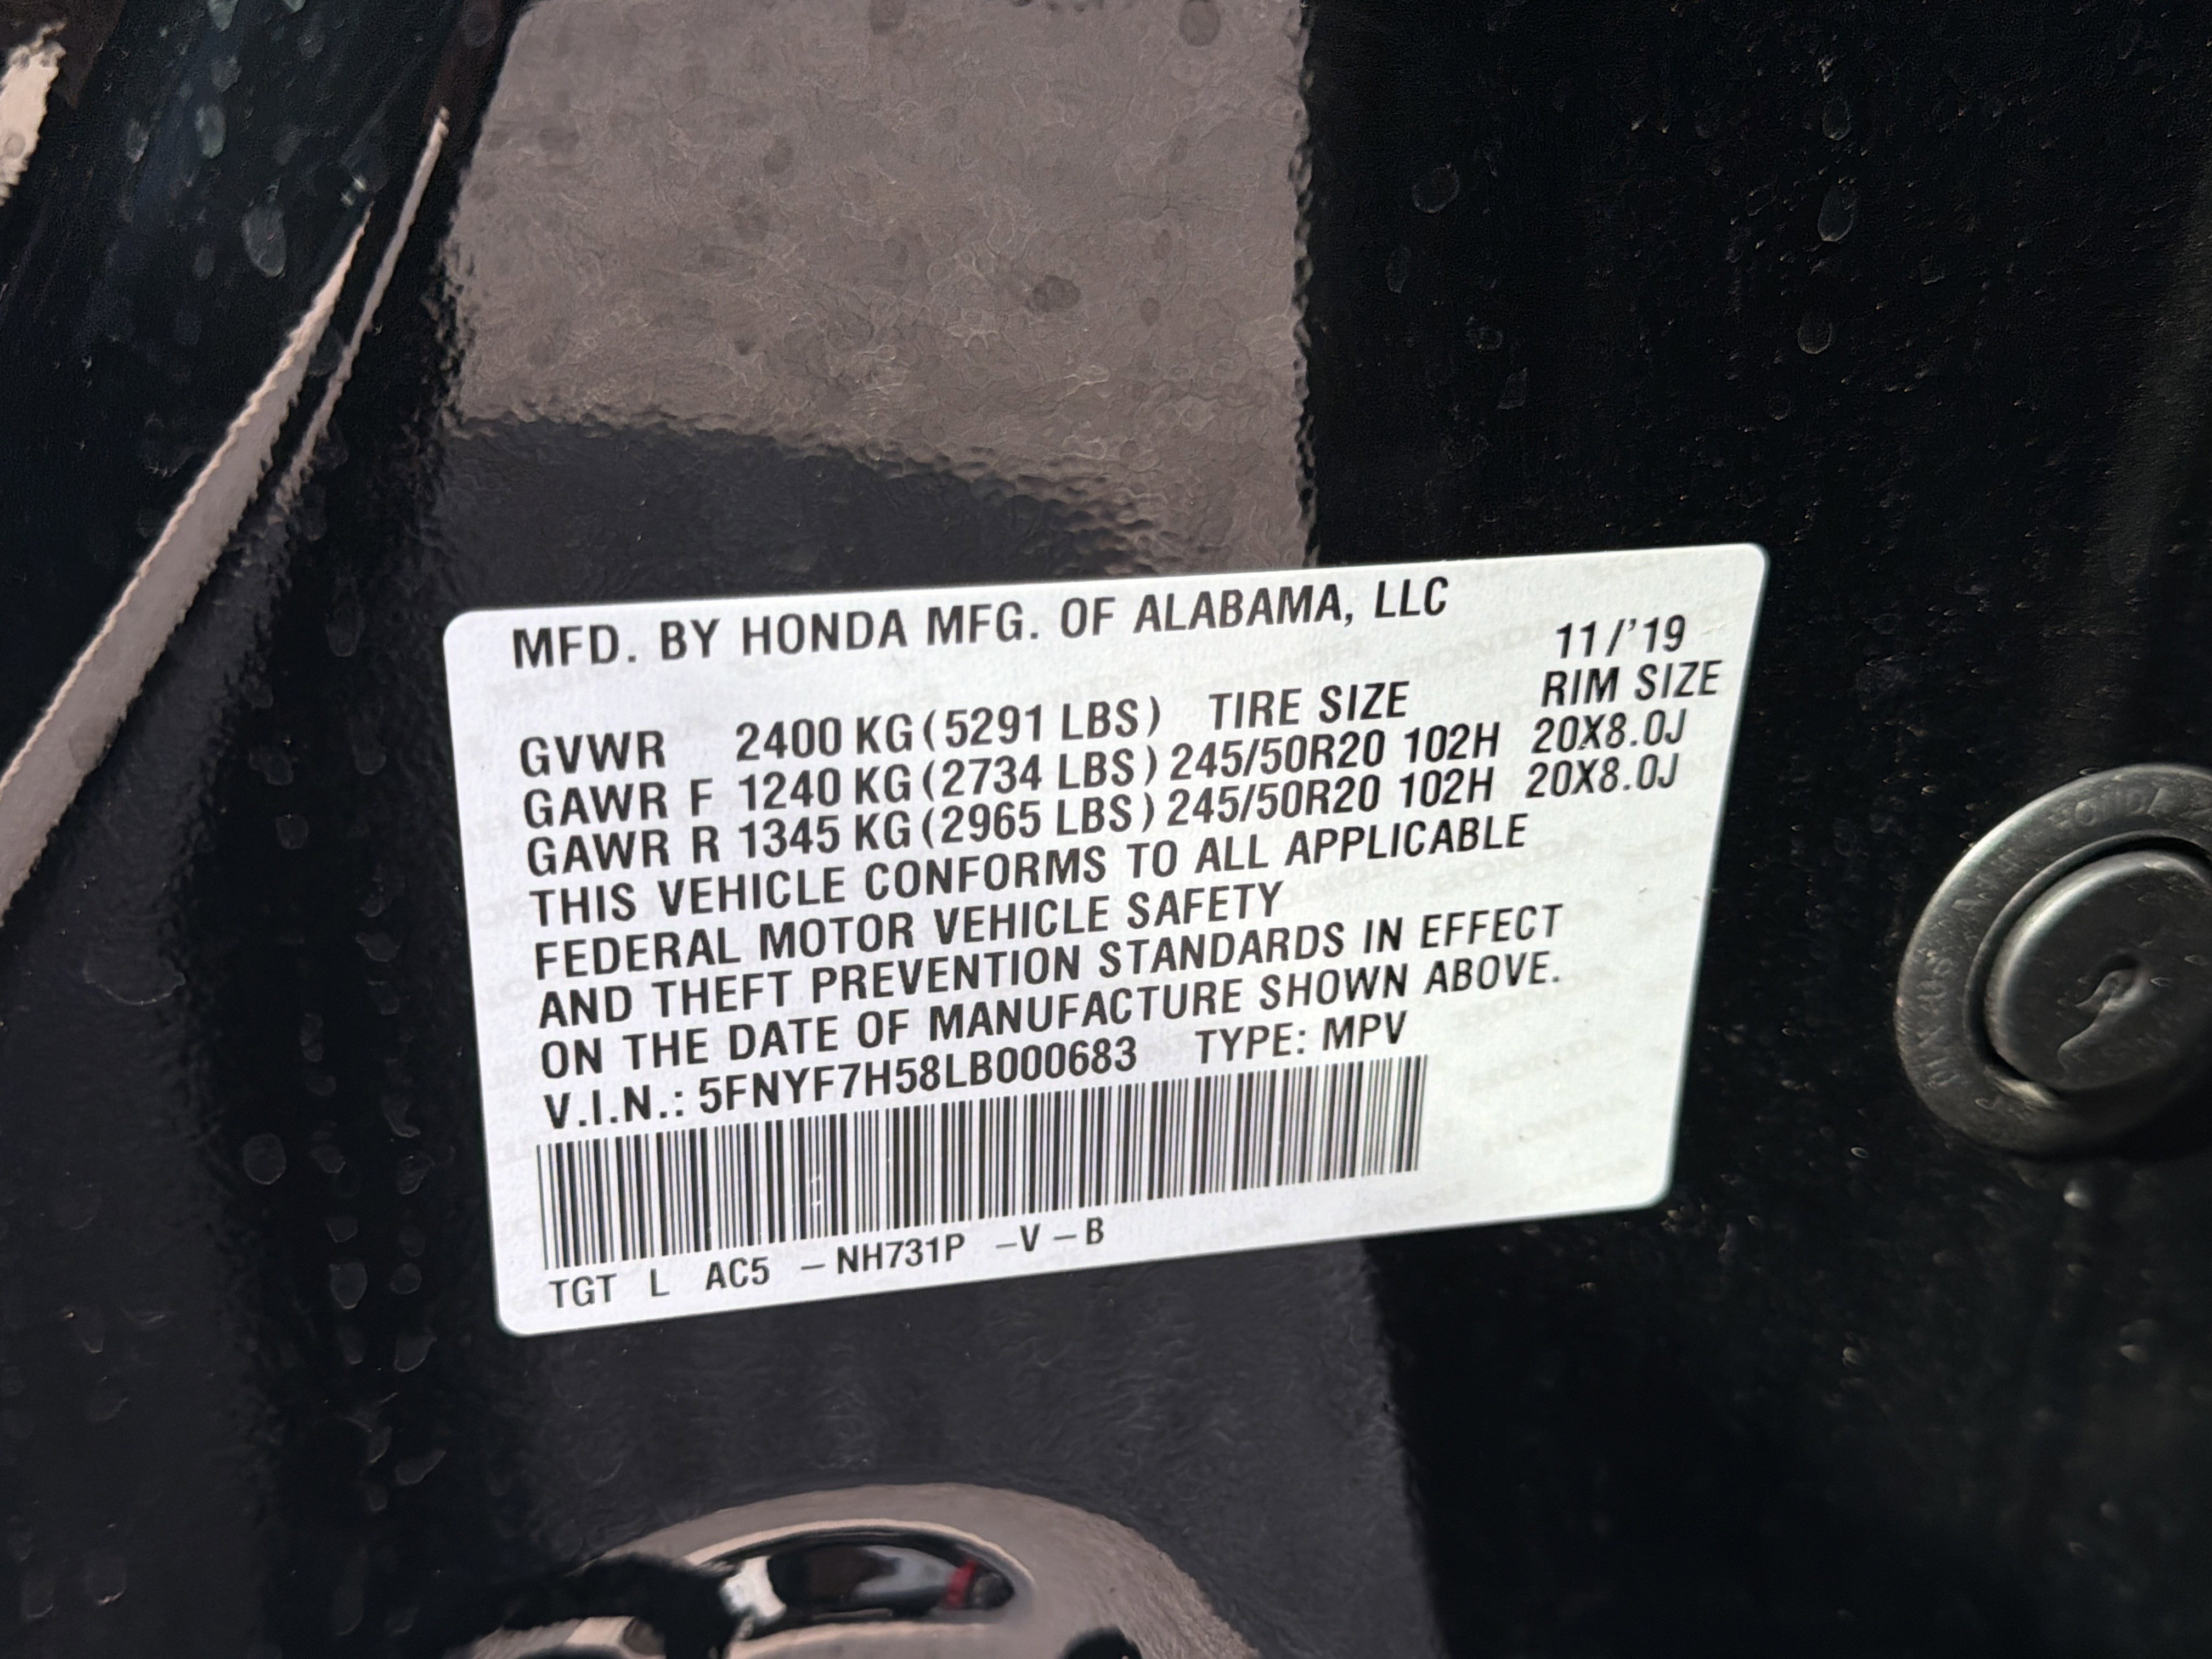 MFD. BY HONDA MFG. OF ALABAMA, LLC
11/'19
GVWR 2400 KG (5291 LBS) TIRE SIZE RIM SIZE
GAWR F 1240 KG (2734 LBS) 245/50R20 102H 20X8.0J
GAWR R 1345 KG (2965 LBS) 245/50R20 102H 20X8.0J
THIS VEHICLE CONFORMS TO ALL APPLICABLE
FEDERAL MOTOR VEHICLE SAFETY
AND THEFT PREVENTION STANDARDS IN EFFECT
ON THE DATE OF MANUFACTURE SHOWN ABOVE.
V.I.N.: 5FNYF7H58LB000683 TYPE: MPV
TGT L AC5 – NH731P –V – B